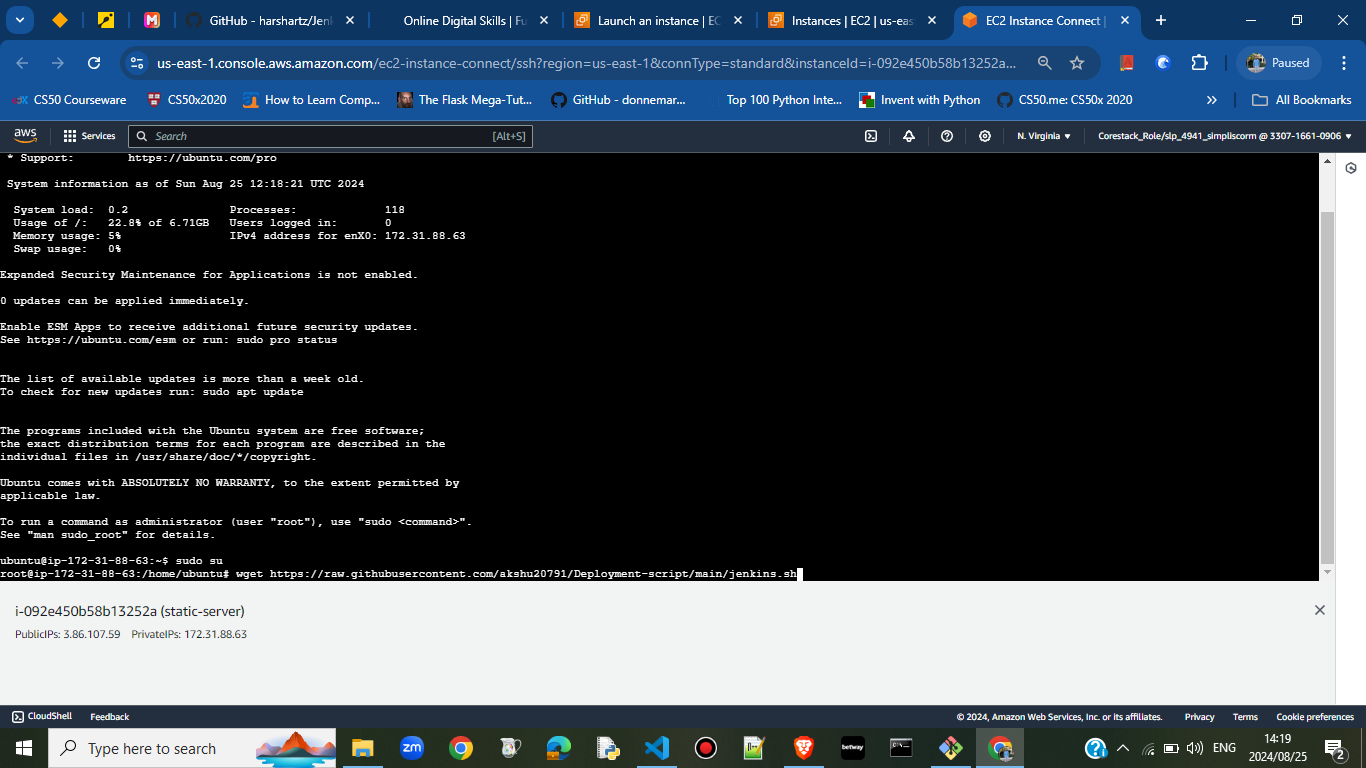 GitHub - harshartz/Jenk
Online Digital Skills | Fu
Launch an instance | EC
Instances | EC2 | us-eas
EC2 Instance Connect |
us-east-1.console.aws.amazon.com/ec2-instance-connect/ssh?region=us-east-1&connType=standard&instanceId=i-092e450b58b13252a...
Paused
CS50 Courseware
CS50x2020
How to Learn Comp...
The Flask Mega-Tut...
GitHub - donnemar...
Top 100 Python Inte...
Invent with Python
CS50.me: CS50x 2020
»
All Bookmarks
aws
Services
Search
[Alt+S]
N. Virginia
Corestack_Role/slp_4941_simpliscorm @ 3307-1661-0906
* Support: https://ubuntu.com/pro
System information as of Sun Aug 25 12:18:21 UTC 2024
System load: 0.2 Processes: 118
Usage of /: 22.8% of 6.71GB Users logged in: 0
Memory usage: 5% IPv4 address for enX0: 172.31.88.63
Swap usage: 0%
Expanded Security Maintenance for Applications is not enabled.
0 updates can be applied immediately.
Enable ESM Apps to receive additional future security updates.
See https://ubuntu.com/esm or run: sudo pro status
The list of available updates is more than a week old.
To check for new updates run: sudo apt update
The programs included with the Ubuntu system are free software;
the exact distribution terms for each program are described in the
individual files in /usr/share/doc/*/copyright.
Ubuntu comes with ABSOLUTELY NO WARRANTY, to the extent permitted by
applicable law.
To run a command as administrator (user "root"), use "sudo <command>".
See "man sudo_root" for details.
ubuntu@ip-172-31-88-63:~$ sudo su
root@ip-172-31-88-63:/home/ubuntu# wget https://raw.githubusercontent.com/akshu20791/Deployment-script/main/jenkins.sh
i-092e450b58b13252a (static-server)
PublicIPs: 3.86.107.59 PrivateIPs: 172.31.88.63
CloudShell
Feedback
© 2024, Amazon Web Services, Inc. or its affiliates.
Privacy
Terms
Cookie preferences
Type here to search
zm
betway
ENG
14:19
2024/08/25
2